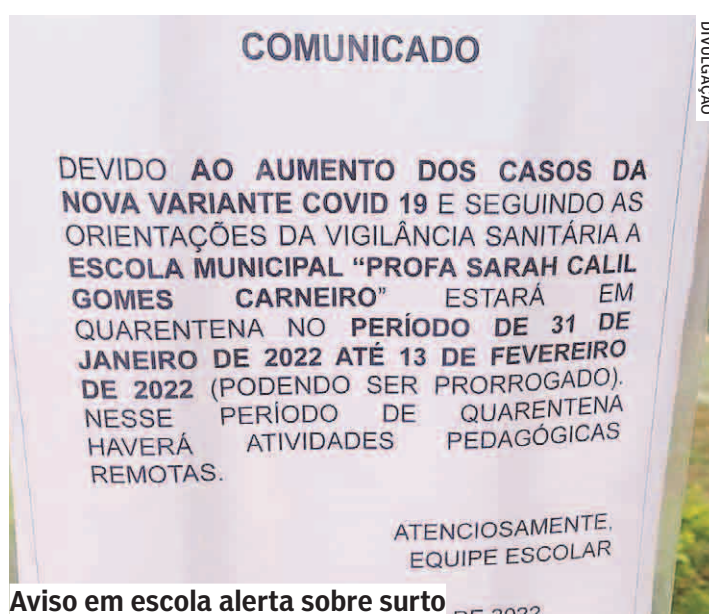 COMUNICADO
DIVULGAÇÃO
DEVIDO AO AUMENTO DOS CASOS DA
NOVA VARIANTE COVID 19 E SEGUINDO AS
ORIENTAÇÕES DA VIGILÂNCIA SANITÁRIA A
ESCOLA MUNICIPAL “PROFA SARAH CALIL
GOMES CARNEIRO” ESTARÁ EM
QUARENTENA NO PERÍODO DE 31 DE
JANEIRO DE 2022 ATÉ 13 DE FEVEREIRO
DE 2022 (PODENDO SER PRORROGADO).
NESSE PERÍODO DE QUARENTENA
HAVERÁ ATIVIDADES PEDAGÓGICAS
REMOTAS.
ATENCIOSAMENTE,
EQUIPE ESCOLAR
DE 2022
Aviso em escola alerta sobre surto